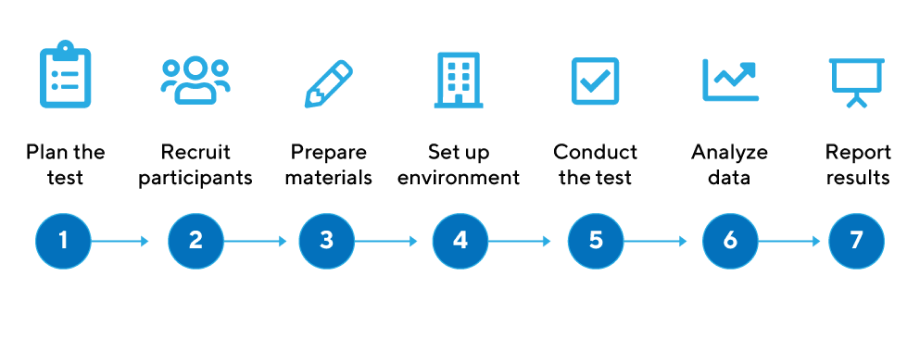 Plan the
test
Recruit
participants
Prepare
materials
Set up
environment
Conduct
the test
Analyze
data
Report
results
1
2
3
4
5
6
7